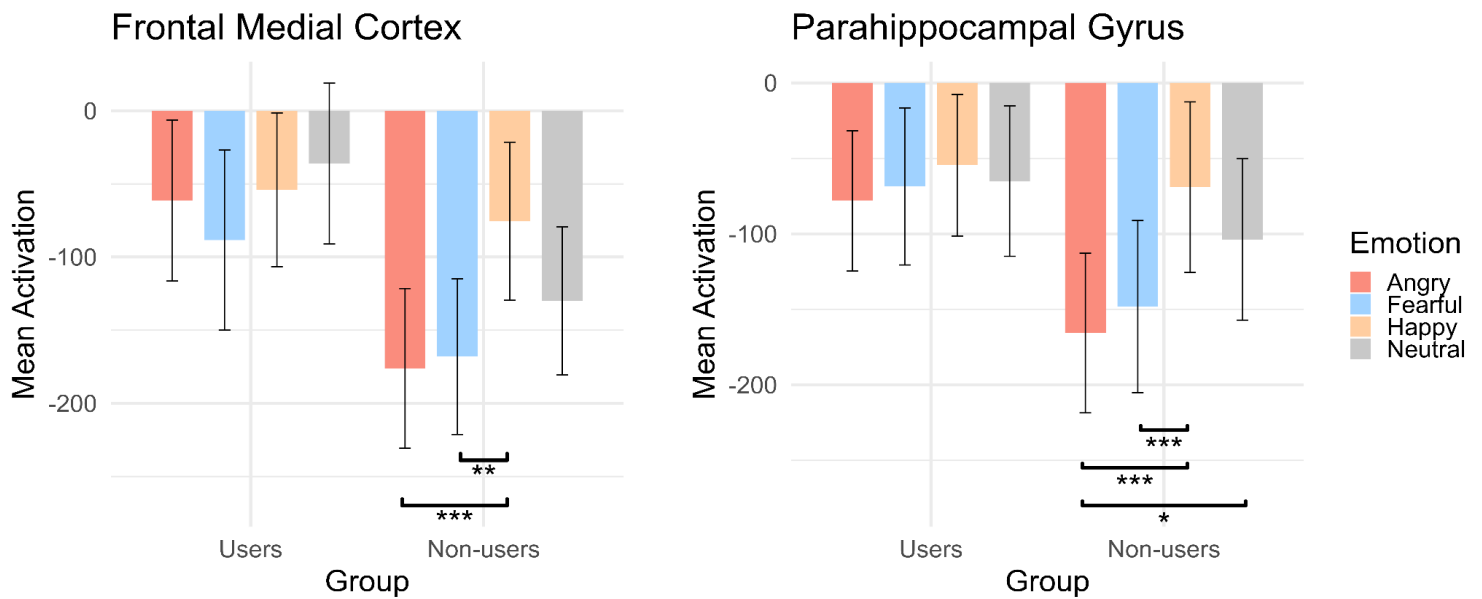 Frontal Medial Cortex
Mean Activation
0
-100
-200
**
***
Users
Non-users
Group
Parahippocampal Gyrus
Mean Activation
0
-100
-200
***
***
*
Users
Non-users
Group
Emotion
Angry
Fearful
Happy
Neutral